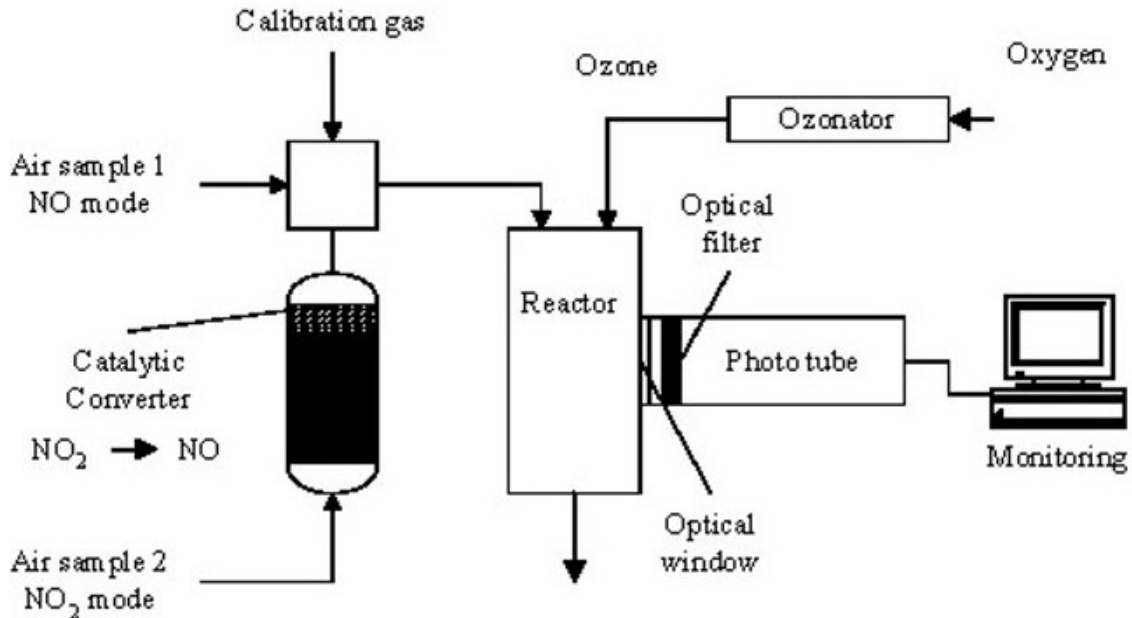 Calibration gas
Ozone
Oxygen
Ozonator
Air sample 1
NO mode
Optical
filter
Reactor
Photo tube
Catalytic
Converter
NO₂ → NO
Monitoring
Optical
window
Air sample 2
NO₂ mode